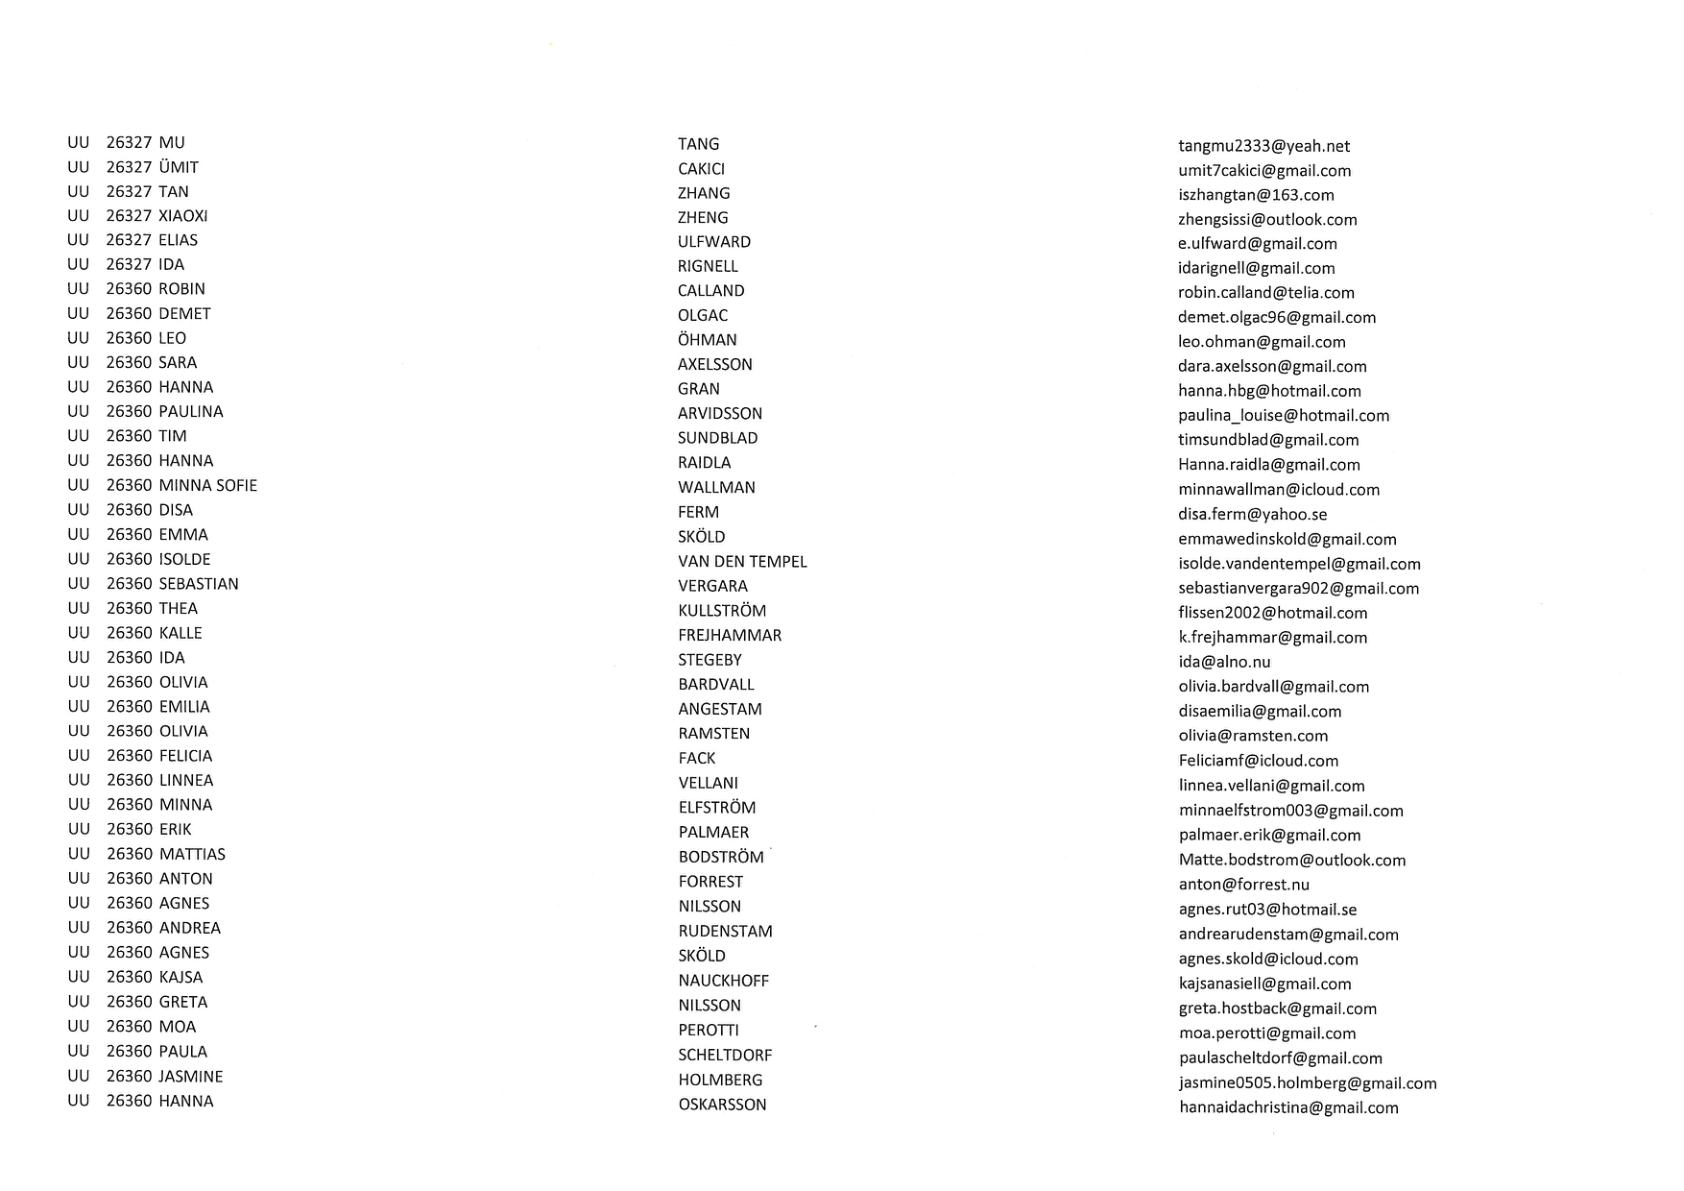 UU 26327 MU TANG tangmu2333@yeah.net
UU 26327 ÜMIT CAKICI umit7cakici@gmail.com
UU 26327 TAN ZHANG iszhangtan@163.com
UU 26327 XIAOXI ZHENG zhengsissi@outlook.com
UU 26327 ELIAS ULFWARD e.ulfward@gmail.com
UU 26327 IDA RIGNELL idarignell@gmail.com
UU 26360 ROBIN CALLAND robin.calland@telia.com
UU 26360 DEMET OLGAC demet.olgac96@gmail.com
UU 26360 LEO ÖHMAN leo.ohman@gmail.com
UU 26360 SARA AXELSSON dara.axelsson@gmail.com
UU 26360 HANNA GRAN hanna.hbg@hotmail.com
UU 26360 PAULINA ARVIDSSON paulina_louise@hotmail.com
UU 26360 TIM SUNDBLAD timsundblad@gmail.com
UU 26360 HANNA RAIDLA Hanna.raidla@gmail.com
UU 26360 MINNA SOFIE WALLMAN minnawallman@icloud.com
UU 26360 DISA FERM disa.ferm@yahoo.se
UU 26360 EMMA SKÖLD emmawedinskold@gmail.com
UU 26360 ISOLDE VAN DEN TEMPEL isolde.vandentempel@gmail.com
UU 26360 SEBASTIAN VERGARA sebastianvergara902@gmail.com
UU 26360 THEA KULLSTRÖM flissen2002@hotmail.com
UU 26360 KALLE FREJHAMMAR k.frejhammar@gmail.com
UU 26360 IDA STEGEBY ida@alno.nu
UU 26360 OLIVIA BARDVALL olivia.bardvall@gmail.com
UU 26360 EMILIA ANGESTAM disaemilia@gmail.com
UU 26360 OLIVIA RAMSTEN olivia@ramsten.com
UU 26360 FELICIA FACK Feliciamf@icloud.com
UU 26360 LINNEA VELLANI linnea.vellani@gmail.com
UU 26360 MINNA ELFSTRÖM minnaelfstrom003@gmail.com
UU 26360 ERIK PALMAER palmaer.erik@gmail.com
UU 26360 MATTIAS BODSTRÖM Matte.bodstrom@outlook.com
UU 26360 ANTON FORREST anton@forrest.nu
UU 26360 AGNES NILSSON agnes.rut03@hotmail.se
UU 26360 ANDREA RUDENSTAM andrearudenstam@gmail.com
UU 26360 AGNES SKÖLD agnes.skold@icloud.com
UU 26360 KAJSA NAUCKHOFF kajsanasiell@gmail.com
UU 26360 GRETA NILSSON greta.hostback@gmail.com
UU 26360 MOA PEROTTI moa.perotti@gmail.com
UU 26360 PAULA SCHELTDORF paulascheltdorf@gmail.com
UU 26360 JASMINE HOLMBERG jasmine0505.holmberg@gmail.com
UU 26360 HANNA OSKARSSON hannaidachristina@gmail.com